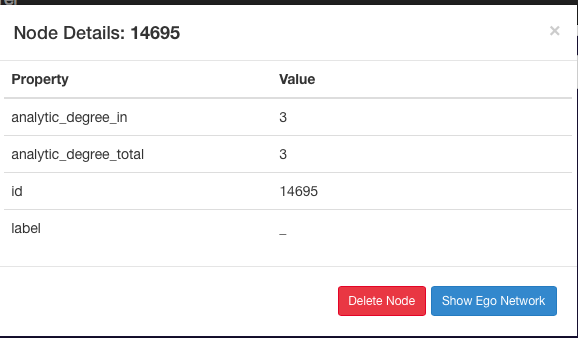 Node Details: 14695 ×
Property Value
analytic_degree_in 3
analytic_degree_total 3
id 14695
label _
Delete Node Show Ego Network